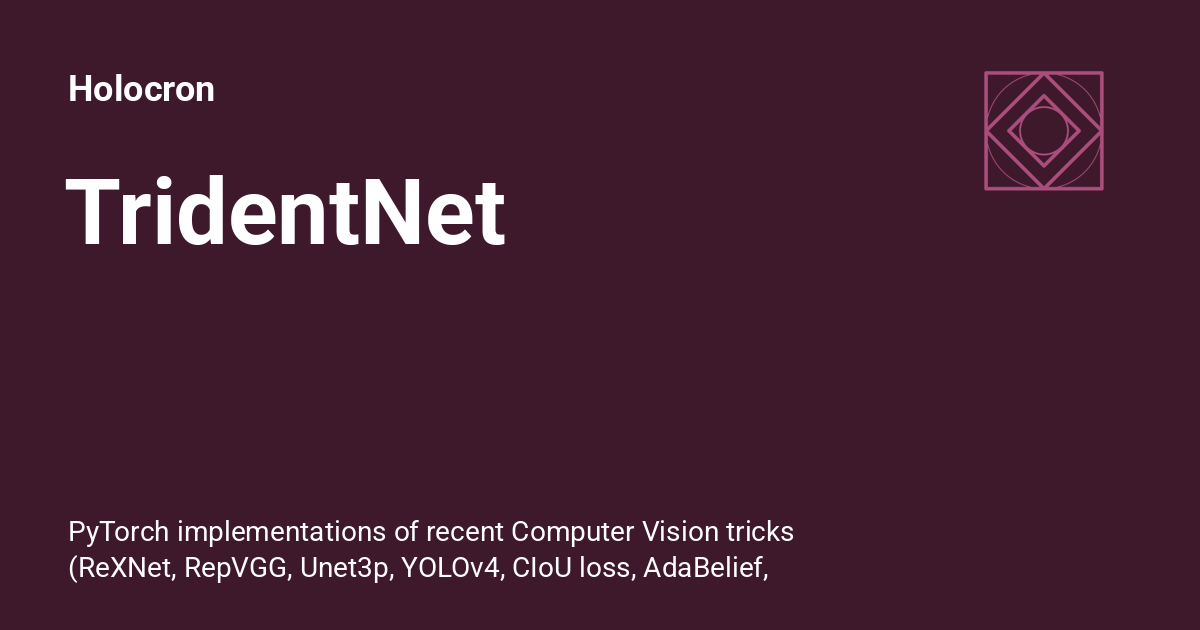 Holocron
TridentNet
PyTorch implementations of recent Computer Vision tricks
(ReXNet, RepVGG, Unet3p, YOLOv4, CIoU loss, AdaBelief,